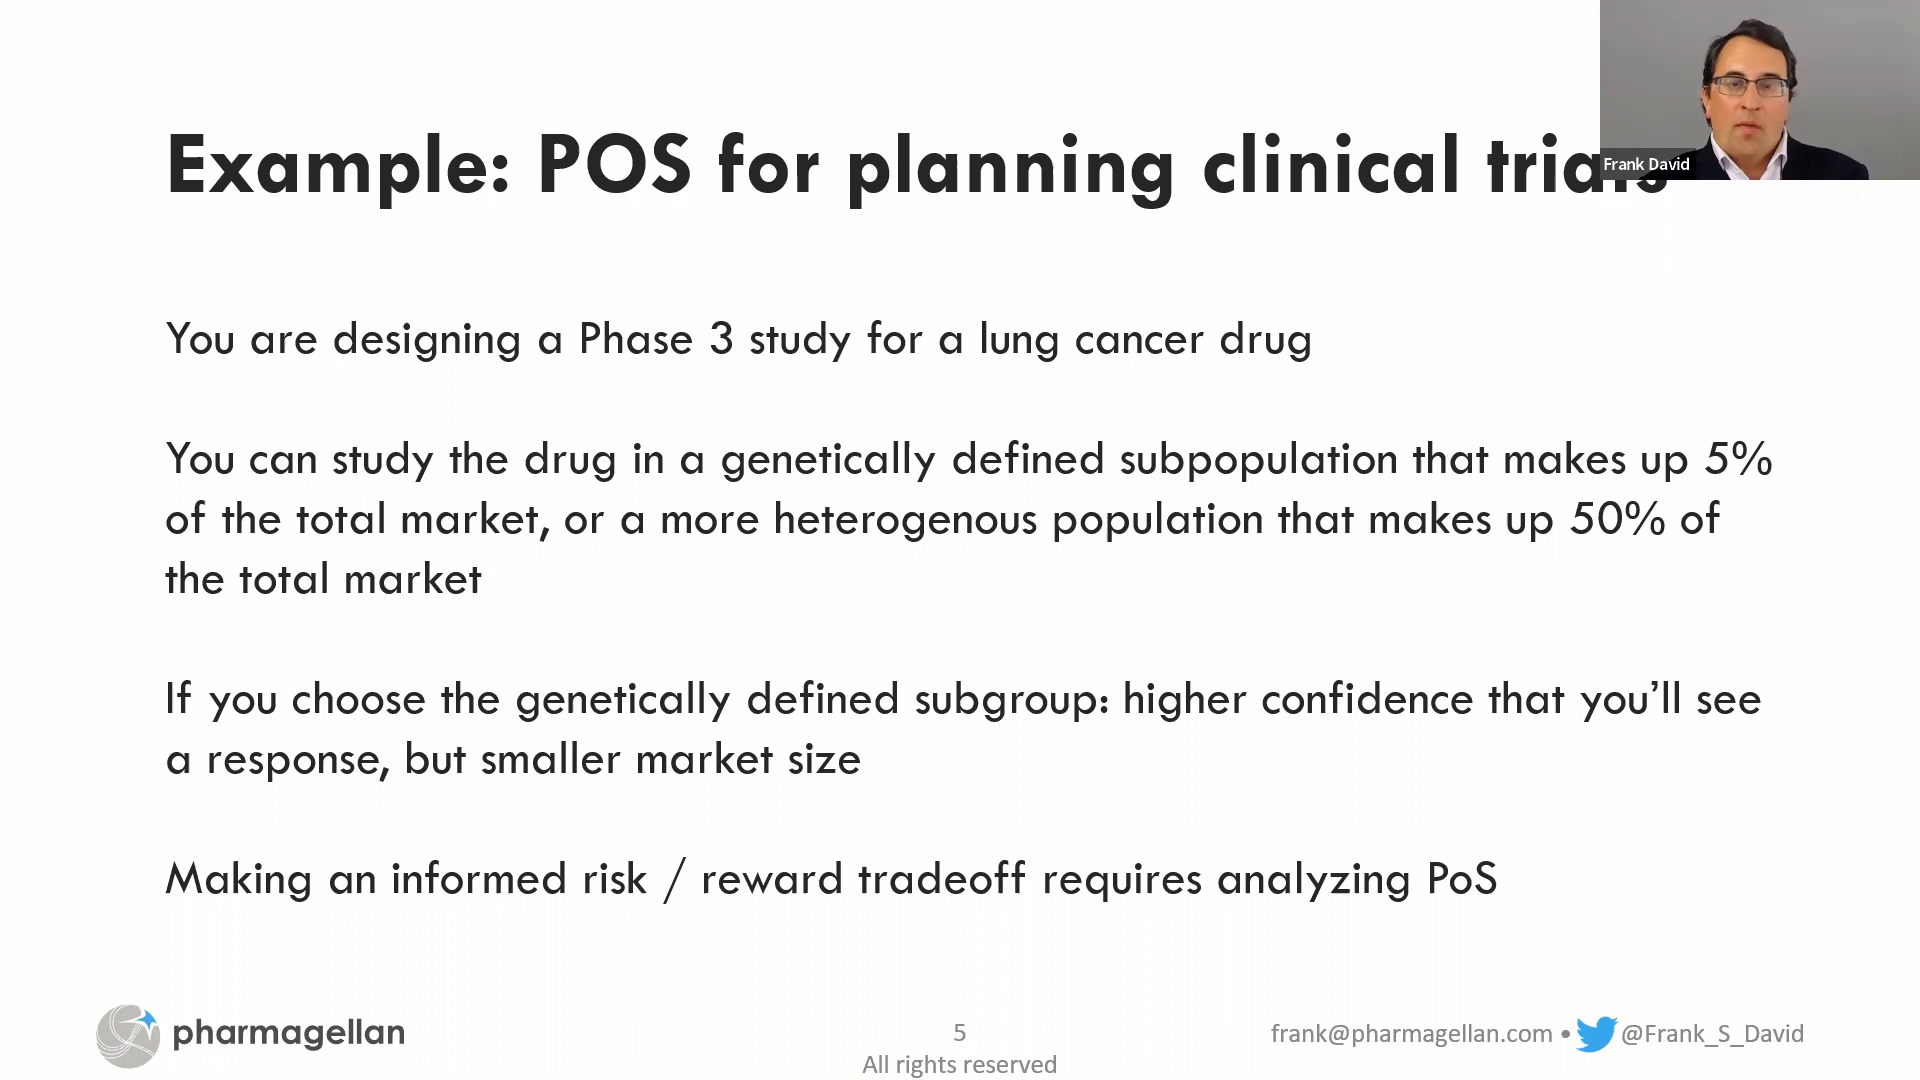 Example: POS for planning clinical trials
Frank David
You are designing a Phase 3 study for a lung cancer drug
You can study the drug in a genetically defined subpopulation that makes up 5%
of the total market, or a more heterogenous population that makes up 50% of
the total market
If you choose the genetically defined subgroup: higher confidence that you’ll see
a response, but smaller market size
Making an informed risk / reward tradeoff requires analyzing PoS
pharmagellan
5
All rights reserved
frank@pharmagellan.com • @Frank_S_David